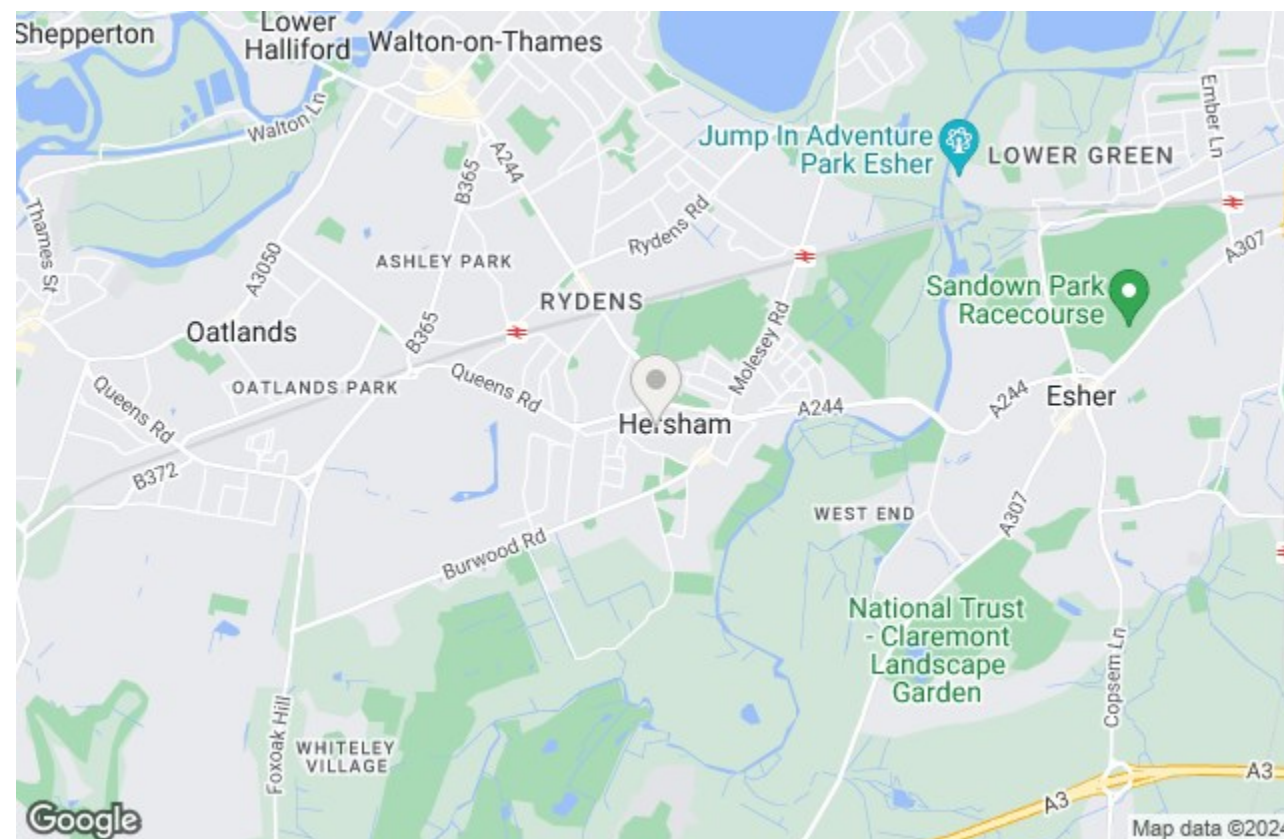 Shepperton
Lower
Halliford
Walton-on-Thames
Walton Ln
A244
B365
Jump In Adventure
Park Esher
LOWER GREEN
Ember Ln
Thames St
A3050
ASHLEY PARK
Rydens Rd
A307
Sandown Park
Racecourse
RYDENS
Oatlands
B365
Molesey Rd
OATLANDS PARK
Queens Rd
Queens Rd
Hersham
A244
A244
Esher
B372
WEST END
A307
Burwood Rd
National Trust
- Claremont
Landscape
Garden
Copsem Ln
Foxoak Hill
WHITELEY
VILLAGE
A3
A3
Google
Map data ©2024